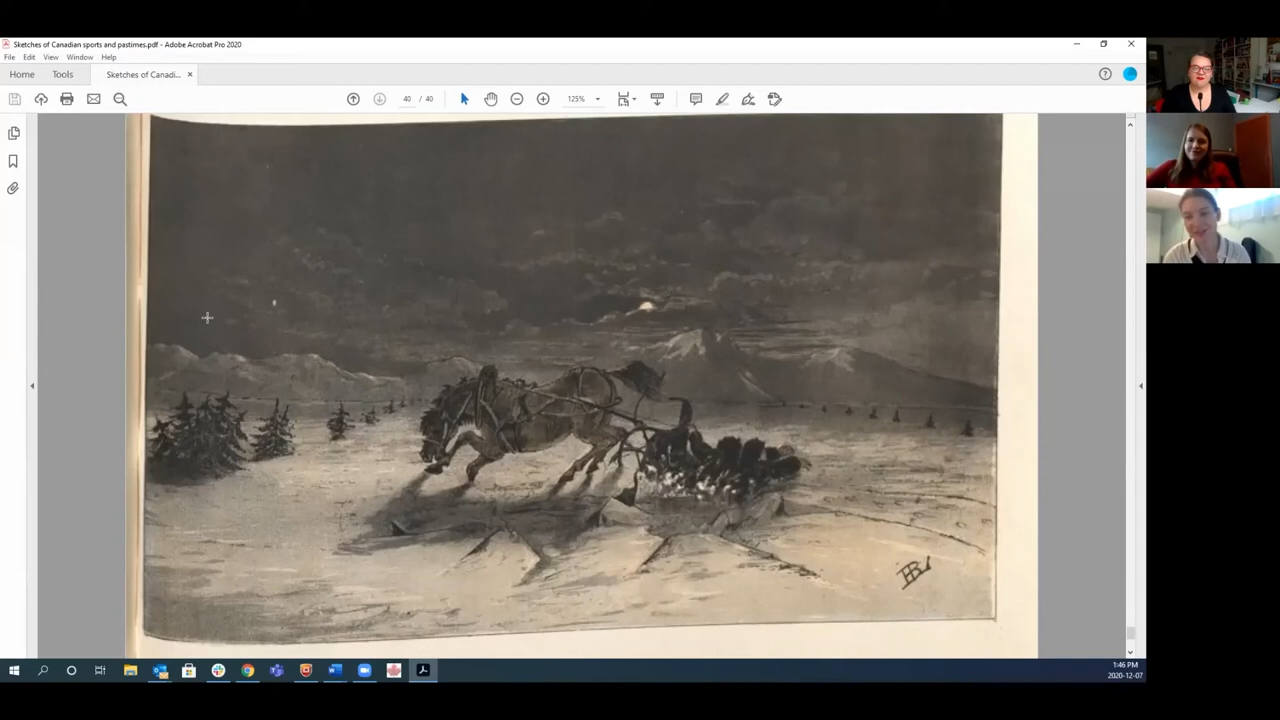 Sketches of Canadian sports and pastimes.pdf - Adobe Acrobat Pro 2020
File Edit View Window Help
Home Tools Sketches of Canadi... ×
40 / 40 125%
1:46 PM
2020-12-07